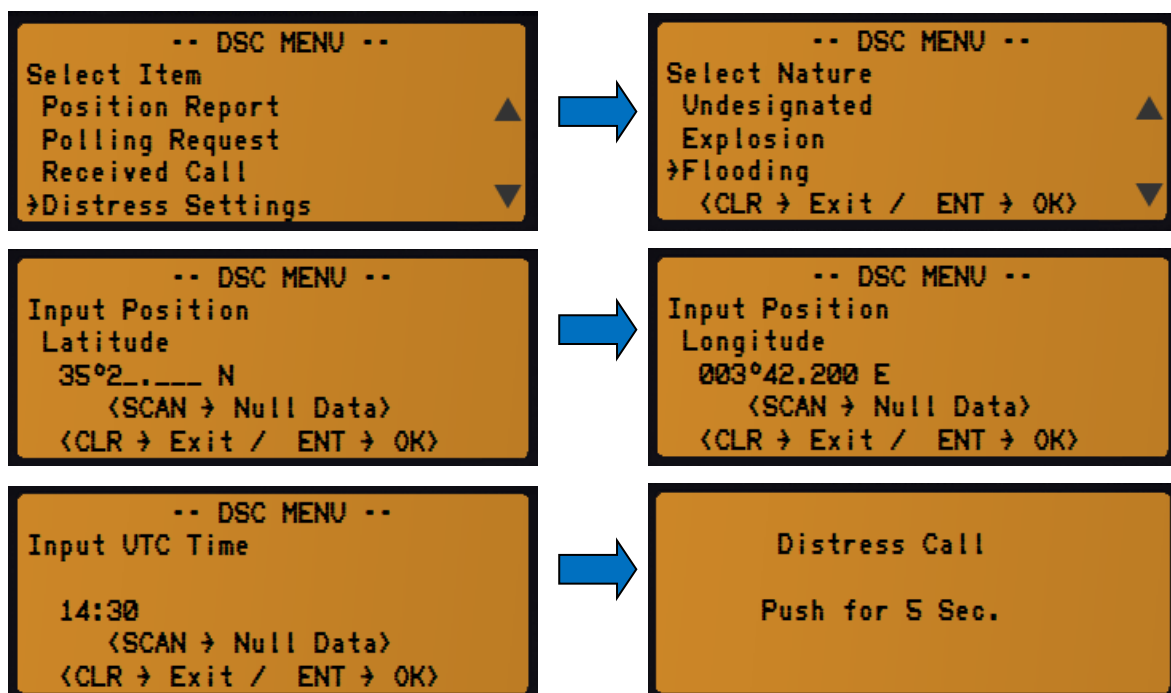 -- DSC MENU --
Select Item
Position Report
Polling Request
Received Call
→Distress Settings
-- DSC MENU --
Select Nature
Undesignated
Explosion
→Flooding
<CLR → Exit / ENT → OK>
-- DSC MENU --
Input Position
Latitude
35°2_.___ N
<SCAN → Null Data>
<CLR → Exit / ENT → OK>
-- DSC MENU --
Input Position
Longitude
003°42.200 E
<SCAN → Null Data>
<CLR → Exit / ENT → OK>
-- DSC MENU --
Input UTC Time
14:30
<SCAN → Null Data>
<CLR → Exit / ENT → OK>
Distress Call
Push for 5 Sec.